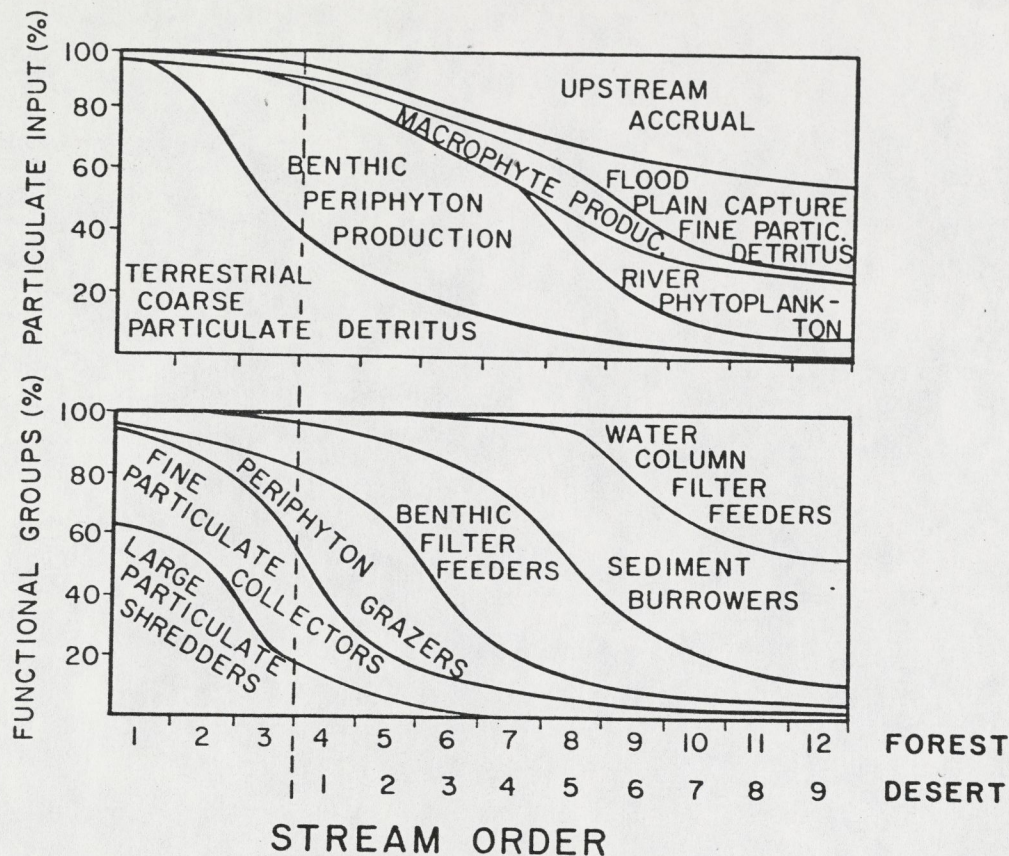 PARTICULATE INPUT (%)
100
80
60
40
20
UPSTREAM
ACCRUAL
MACROPHYTE PRODUC.
FLOOD
PLAIN CAPTURE
FINE PARTIC.
DETRITUS
BENTHIC
PERIPHYTON
PRODUCTION
RIVER
PHYTOPLANK-
TON
TERRESTRIAL
COARSE
PARTICULATE DETRITUS
FUNCTIONAL GROUPS (%)
100
80
60
40
20
WATER
COLUMN
FILTER
FEEDERS
FINE
PARTICULATE
COLLECTORS
PERIPHYTON
GRAZERS
BENTHIC
FILTER
FEEDERS
SEDIMENT
BURROWERS
LARGE
PARTICULATE
SHREDDERS
1 2 3 4 5 6 7 8 9 10 11 12 FOREST
1 2 3 4 5 6 7 8 9 DESERT
STREAM ORDER